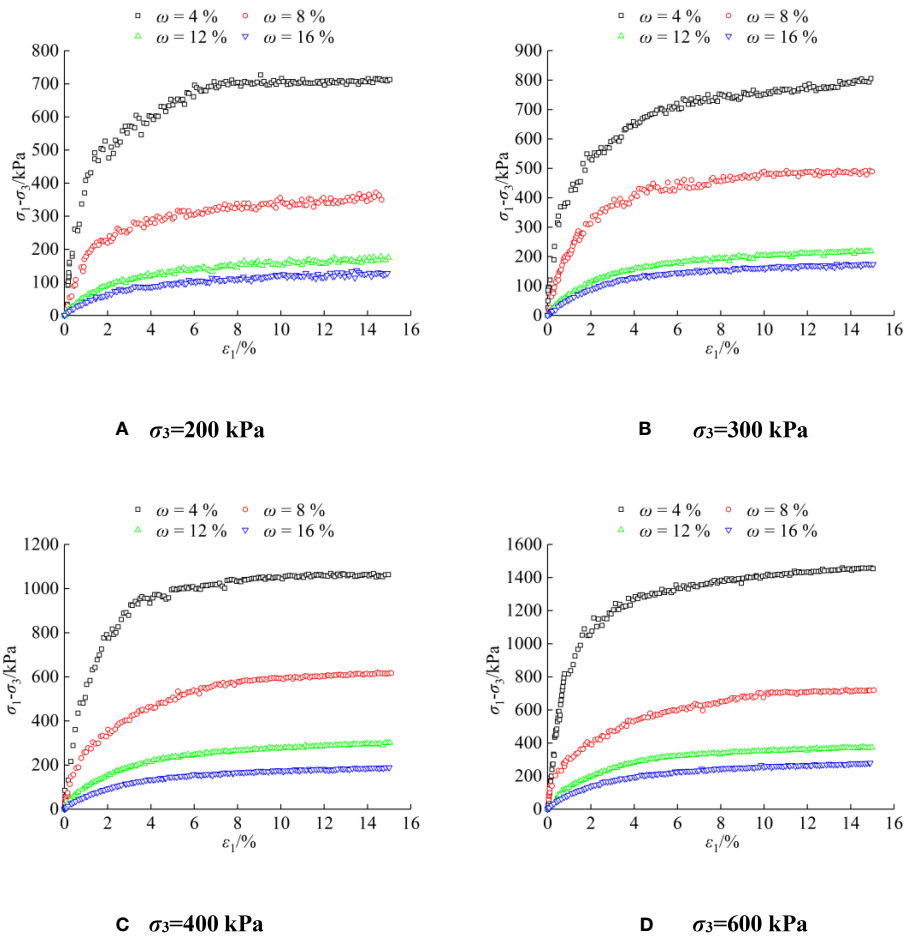 ω = 4 % ω = 8 %
ω = 12 % ω = 16 %
800
700
600
500
400
300
200
100
0
σ1-σ3/kPa
0 2 4 6 8 10 12 14 16
ε1/%
A σ3=200 kPa
ω = 4 % ω = 8 %
ω = 12 % ω = 16 %
900
800
700
600
500
400
300
200
100
0
σ1-σ3/kPa
0 2 4 6 8 10 12 14 16
ε1/%
B σ3=300 kPa
ω = 4 % ω = 8 %
ω = 12 % ω = 16 %
1200
1000
800
600
400
200
0
σ1-σ3/kPa
0 2 4 6 8 10 12 14 16
ε1/%
C σ3=400 kPa
ω = 4 % ω = 8 %
ω = 12 % ω = 16 %
1600
1400
1200
1000
800
600
400
200
0
σ1-σ3/kPa
0 2 4 6 8 10 12 14 16
ε1/%
D σ3=600 kPa